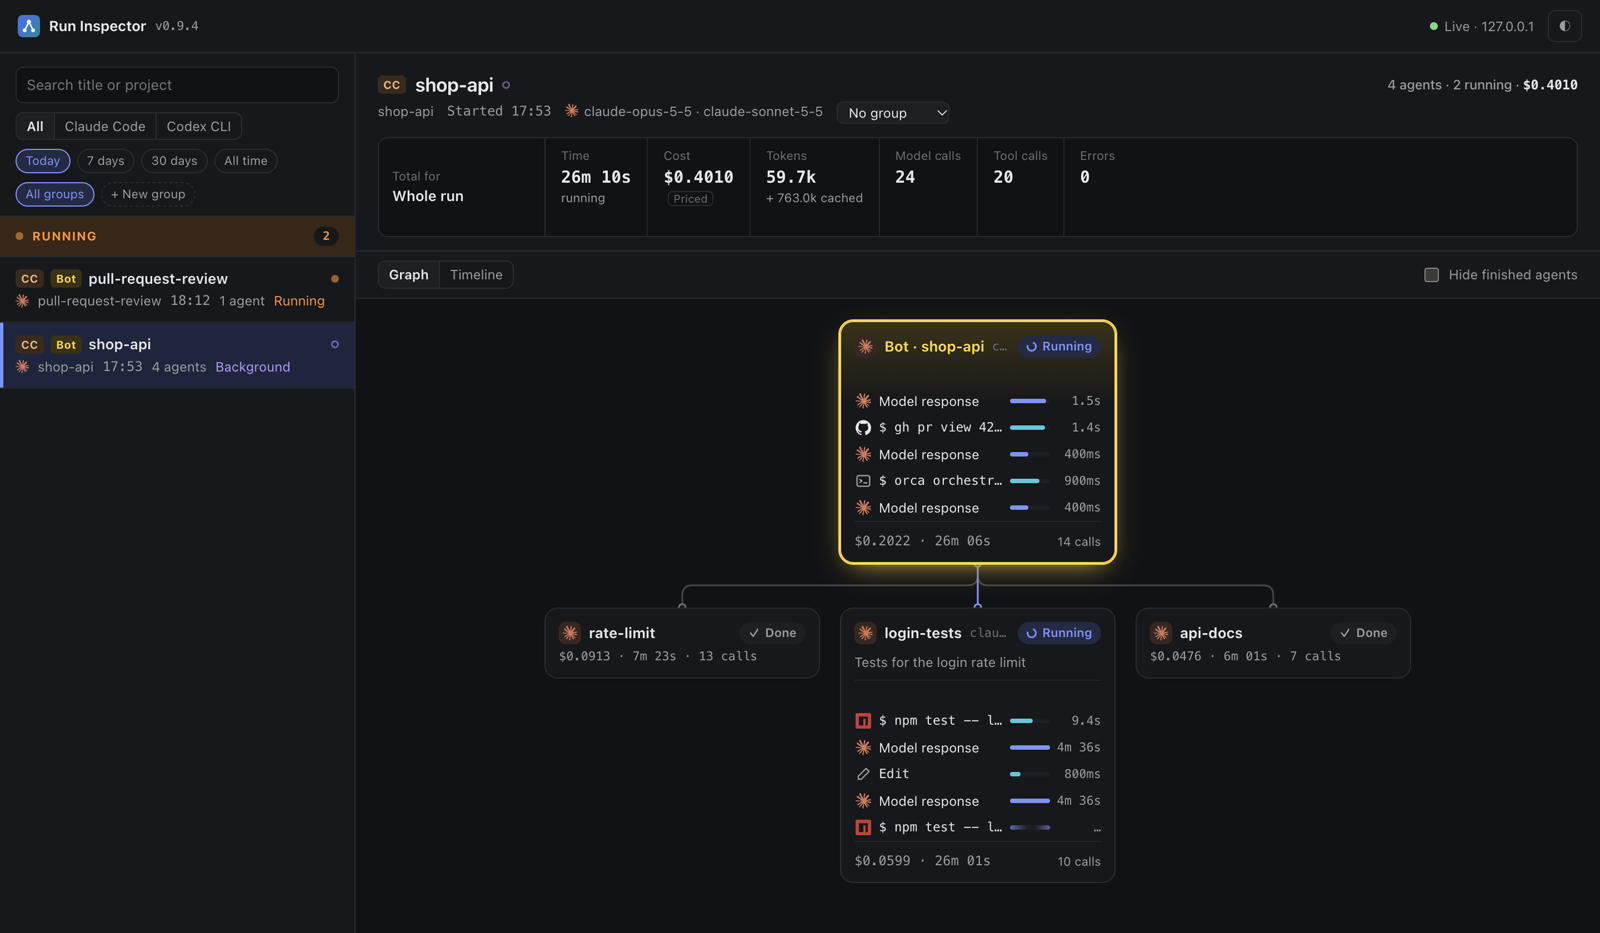 Run Inspector v0.9.4
Live · 127.0.0.1
Search title or project
All Claude Code Codex CLI
Today 7 days 30 days All time
All groups + New group
RUNNING 2
CC Bot pull-request-review
pull-request-review 18:12 1 agent Running
CC Bot shop-api
shop-api 17:53 4 agents Background
CC shop-api
4 agents · 2 running · $0.4010
shop-api Started 17:53 claude-opus-5-5 · claude-sonnet-5-5 No group
Total for
Whole run
Time
26m 10s
running
Cost
$0.4010
Priced
Tokens
59.7k
+ 763.0k cached
Model calls
24
Tool calls
20
Errors
0
Graph Timeline
Hide finished agents
Bot · shop-api c… Running
Model response 1.5s
$ gh pr view 42… 1.4s
Model response 400ms
$ orca orchestr… 900ms
Model response 400ms
$0.2022 · 26m 06s 14 calls
rate-limit Done
$0.0913 · 7m 23s · 13 calls
login-tests clau… Running
Tests for the login rate limit
$ npm test –– l… 9.4s
Model response 4m 36s
Edit 800ms
Model response 4m 36s
$ npm test –– l… …
$0.0599 · 26m 01s 10 calls
api-docs Done
$0.0476 · 6m 01s · 7 calls